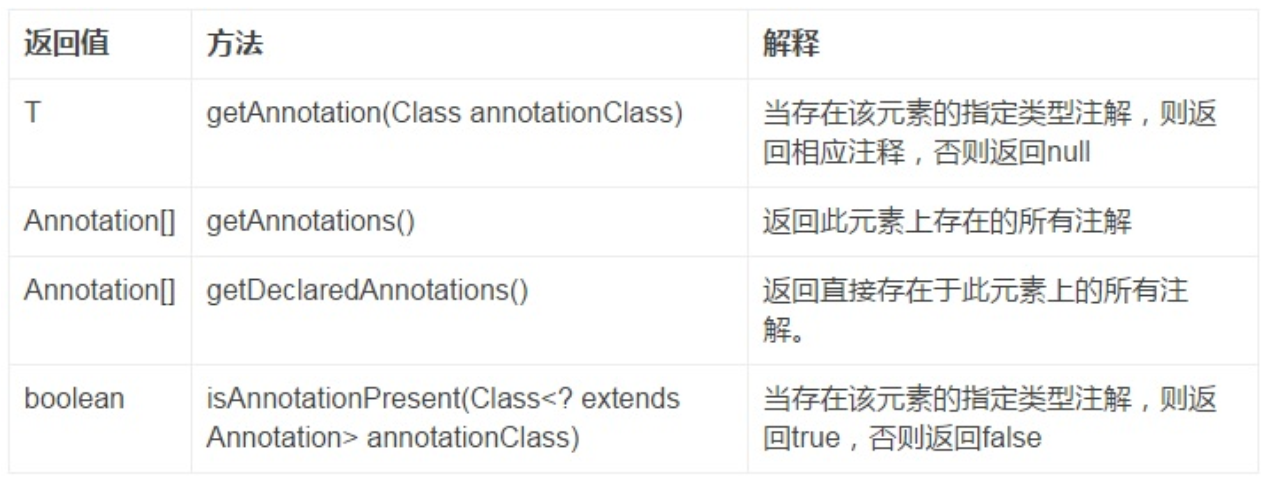 返回值 方法 解释
T getAnnotation(Class annotationClass) 当存在该元素的指定类型注解，则返
回相应注释，否则返回null
Annotation[] getAnnotations() 返回此元素上存在的所有注解
Annotation[] getDeclaredAnnotations() 返回直接存在于此元素上的所有注
解。
boolean isAnnotationPresent(Class<? extends 当存在该元素的指定类型注解，则返
Annotation> annotationClass) 回true，否则返回false